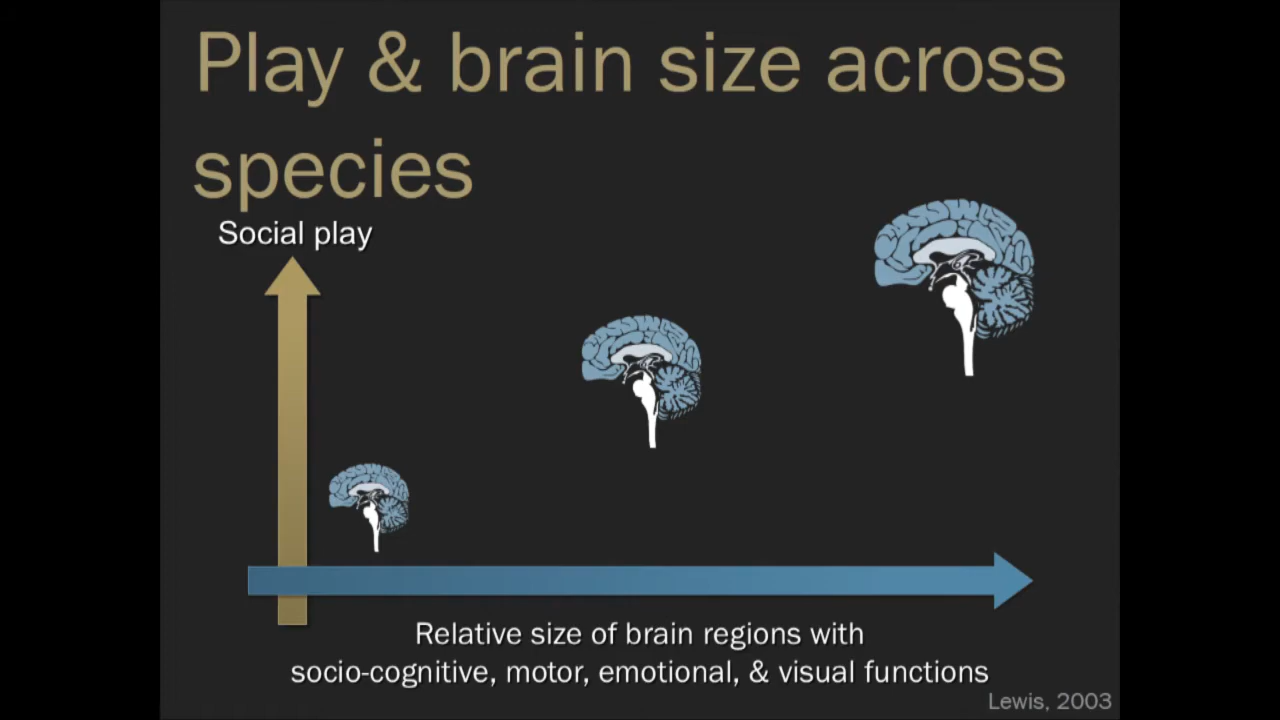 Play & brain size across
species
Social play
Relative size of brain regions with
socio-cognitive, motor, emotional, & visual functions
Lewis, 2003